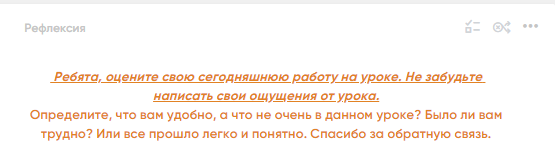 Рефлексия
Ребята, оцените свою сегодняшнюю работу на уроке. Не забудьте
написать свои ощущения от урока.
Определите, что вам удобно, а что не очень в данном уроке? Было ли вам
трудно? Или все прошло легко и понятно. Спасибо за обратную связь.